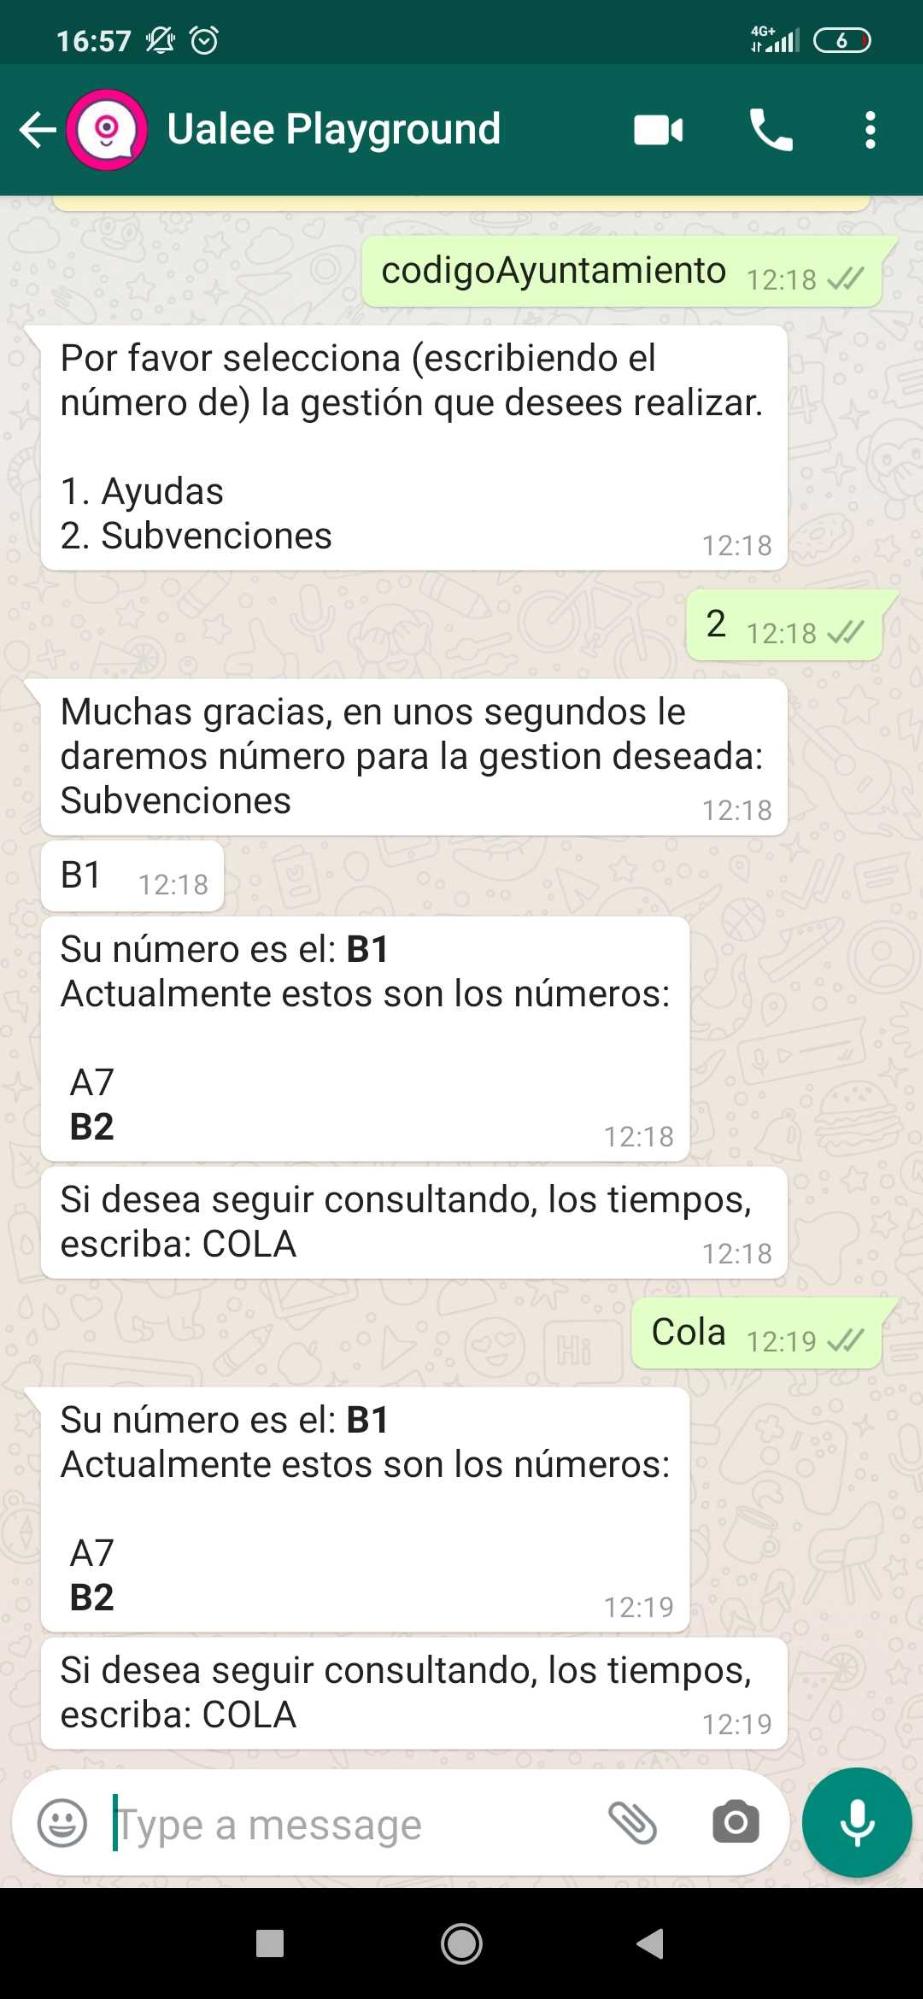 16:57
4G+
6
Ualee Playground
codigoAyuntamiento 12:18
Por favor selecciona (escribiendo el
número de) la gestión que desees realizar.
1. Ayudas
2. Subvenciones
12:18
2 12:18
Muchas gracias, en unos segundos le
daremos número para la gestion deseada:
Subvenciones
12:18
B1 12:18
Su número es el: B1
Actualmente estos son los números:
A7
B2
12:18
Si desea seguir consultando, los tiempos,
escriba: COLA
12:18
Cola 12:19
Su número es el: B1
Actualmente estos son los números:
A7
B2
12:19
Si desea seguir consultando, los tiempos,
escriba: COLA
12:19
Type a message